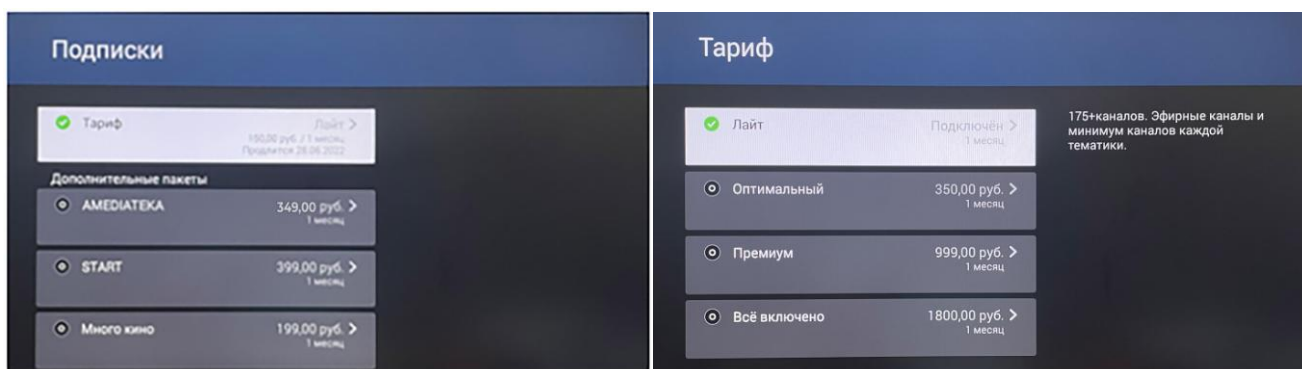 Подписки
Тариф
Лайт >
150,00 руб. / 1 месяц
Продлится 28.06.2022
Дополнительные пакеты
AMEDIATEKA
349,00 руб. >
1 месяц
START
399,00 руб. >
1 месяц
Много кино
199,00 руб. >
1 месяц
Тариф
Лайт
Подключён >
1 месяц
175+каналов. Эфирные каналы и
минимум каналов каждой
тематики.
Оптимальный
350,00 руб. >
1 месяц
Премиум
999,00 руб. >
1 месяц
Всё включено
1800,00 руб. >
1 месяц